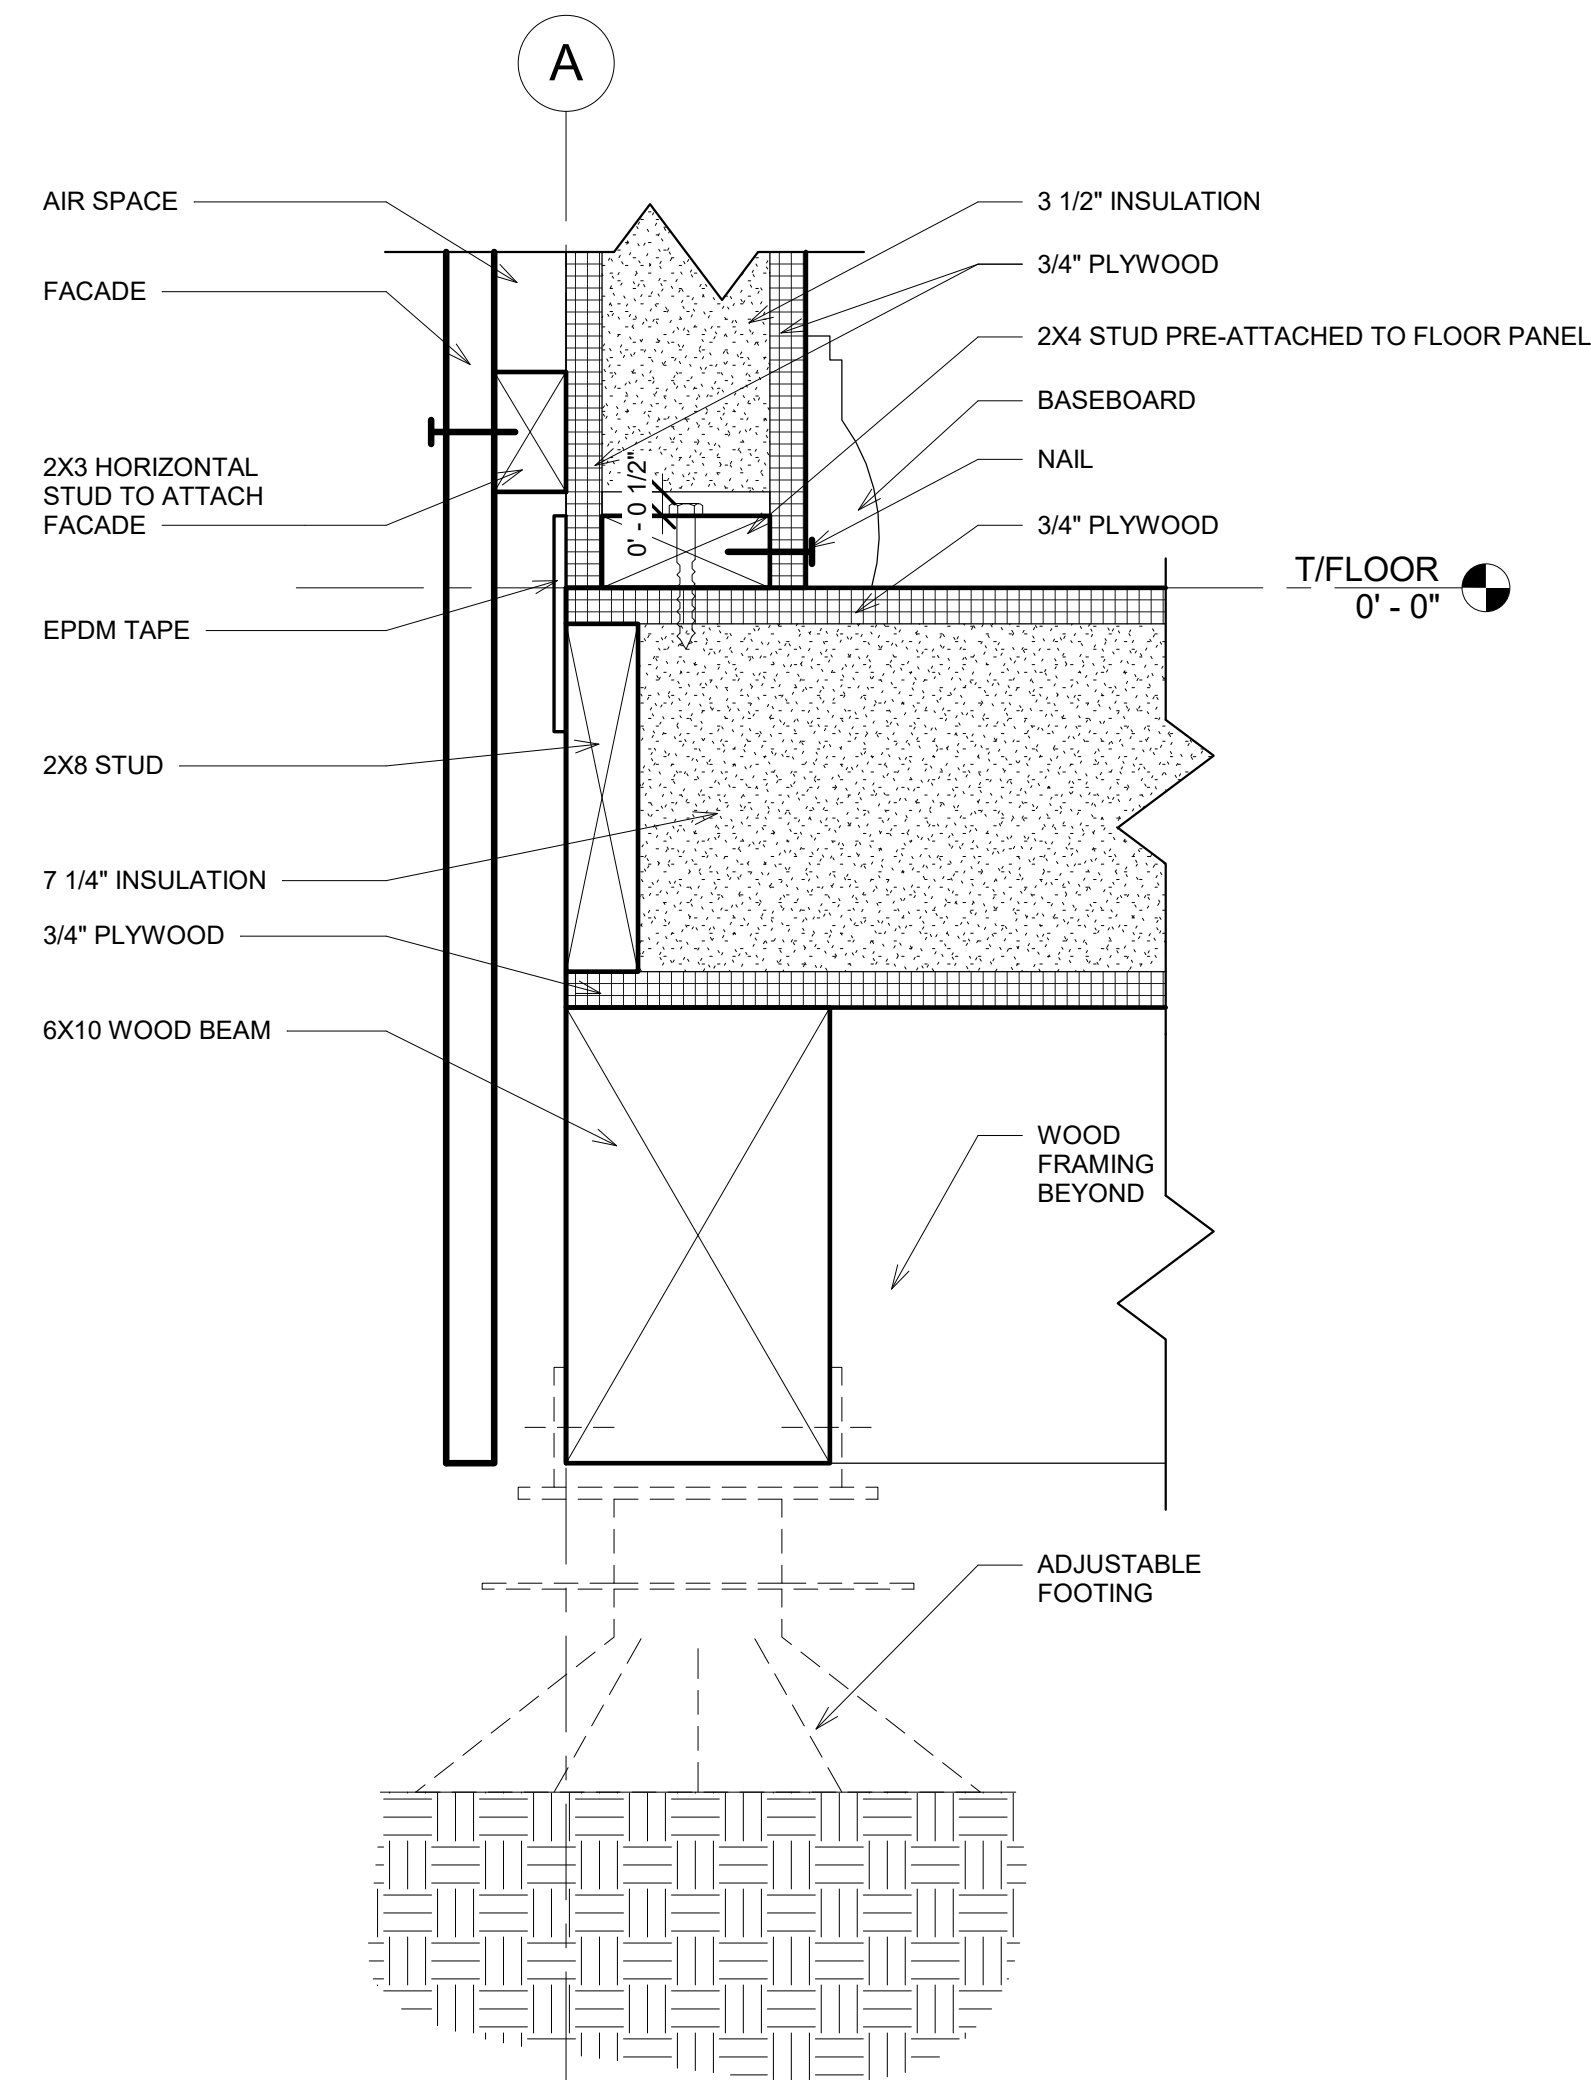 A
AIR SPACE
FACADE
2X3 HORIZONTAL
STUD TO ATTACH
FACADE
EPDM TAPE
2X8 STUD
7 1/4" INSULATION
3/4" PLYWOOD
6X10 WOOD BEAM
0' - 0 1/2"
3 1/2" INSULATION
3/4" PLYWOOD
2X4 STUD PRE-ATTACHED TO FLOOR PANEL
BASEBOARD
NAIL
3/4" PLYWOOD
T/FLOOR
0' - 0"
WOOD
FRAMING
BEYOND
ADJUSTABLE
FOOTING